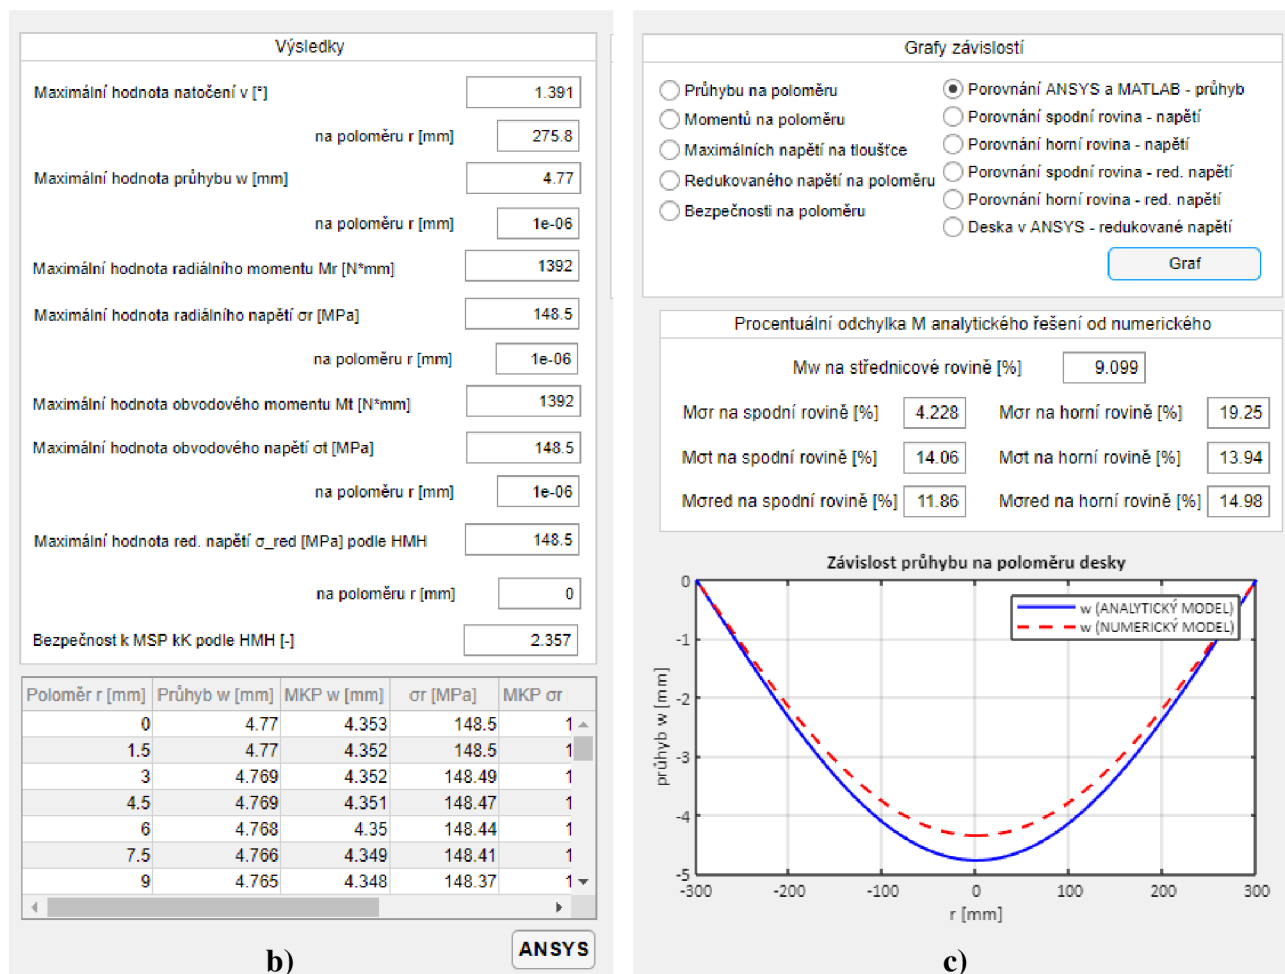 Výsledky
Maximální hodnota natočení v [°] 1.391
na poloměru r [mm] 275.8
Maximální hodnota průhybu w [mm] 4.77
na poloměru r [mm] 1e-06
Maximální hodnota radiálního momentu Mr [N*mm] 1392
Maximální hodnota radiálního napětí σr [MPa] 148.5
na poloměru r [mm] 1e-06
Maximální hodnota obvodového momentu Mt [N*mm] 1392
Maximální hodnota obvodového napětí σt [MPa] 148.5
na poloměru r [mm] 1e-06
Maximální hodnota red. napětí σ_red [MPa] podle HMH 148.5
na poloměru r [mm] 0
Bezpečnost k MSP kK podle HMH [-] 2.357
Poloměr r [mm] Průhyb w [mm] MKP w [mm] σr [MPa] MKP σr
0 4.77 4.353 148.5 1
1.5 4.77 4.352 148.5 1
3 4.769 4.352 148.49 1
4.5 4.769 4.351 148.47 1
6 4.768 4.35 148.44 1
7.5 4.766 4.349 148.41 1
9 4.765 4.348 148.37 1
ANSYS
b)
Grafy závislostí
Průhybu na poloměru
Momentů na poloměru
Maximálních napětí na tloušťce
Redukovaného napětí na poloměru
Bezpečnosti na poloměru
Porovnání ANSYS a MATLAB - průhyb
Porovnání spodní rovina - napětí
Porovnání horní rovina - napětí
Porovnání spodní rovina - red. napětí
Porovnání horní rovina - red. napětí
Deska v ANSYS - redukované napětí
Graf
Procentuální odchylka M analytického řešení od numerického
Mw na střednicové rovině [%] 9.099
Mσr na spodní rovině [%] 4.228 Mσr na horní rovině [%] 19.25
Mσt na spodní rovině [%] 14.06 Mσt na horní rovině [%] 13.94
Mσred na spodní rovině [%] 11.86 Mσred na horní rovině [%] 14.98
Závislost průhybu na poloměru desky
w (ANALYTICKÝ MODEL)
w (NUMERICKÝ MODEL)
průhyb w [mm]
0
-1
-2
-3
-4
-5
-300 -200 -100 0 100 200 300
r [mm]
c)